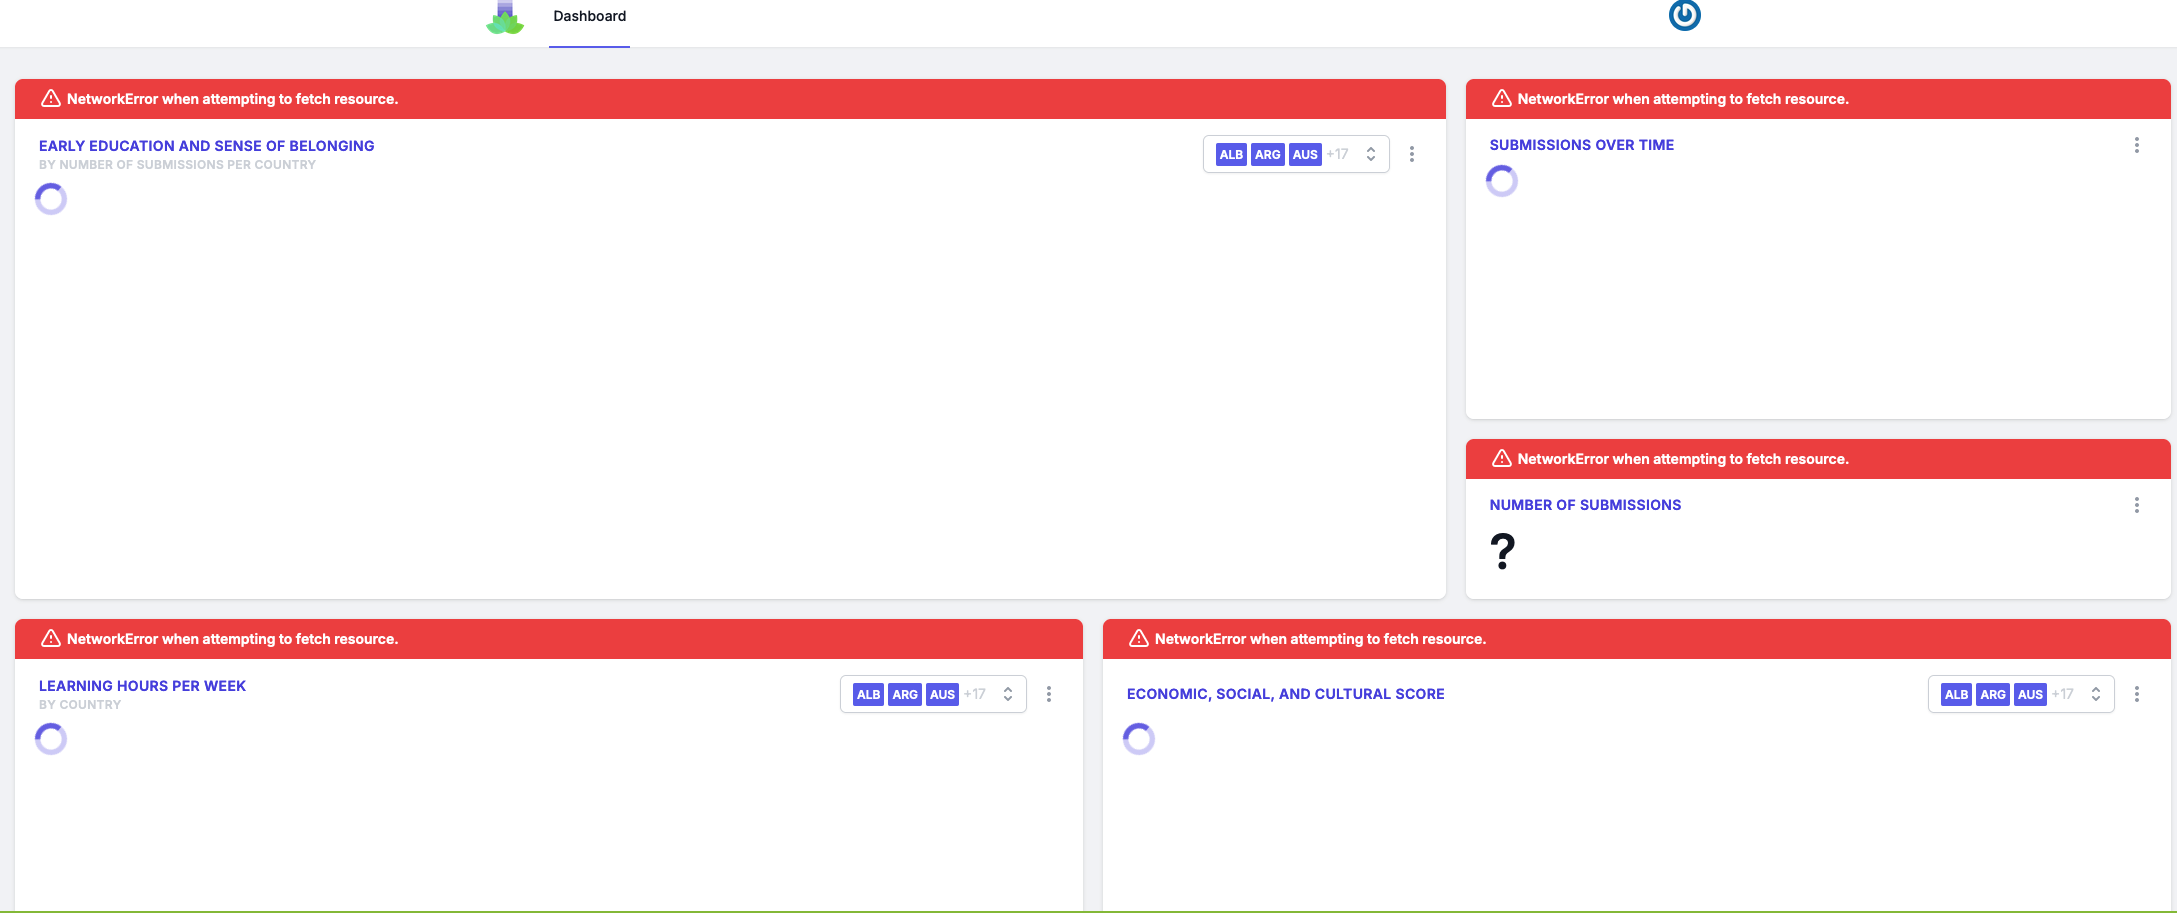 Dashboard
NetworkError when attempting to fetch resource.
EARLY EDUCATION AND SENSE OF BELONGING
BY NUMBER OF SUBMISSIONS PER COUNTRY
ALB ARG AUS +17
NetworkError when attempting to fetch resource.
SUBMISSIONS OVER TIME
NetworkError when attempting to fetch resource.
NUMBER OF SUBMISSIONS
?
NetworkError when attempting to fetch resource.
LEARNING HOURS PER WEEK
BY COUNTRY
ALB ARG AUS +17
NetworkError when attempting to fetch resource.
ECONOMIC, SOCIAL, AND CULTURAL SCORE
ALB ARG AUS +17